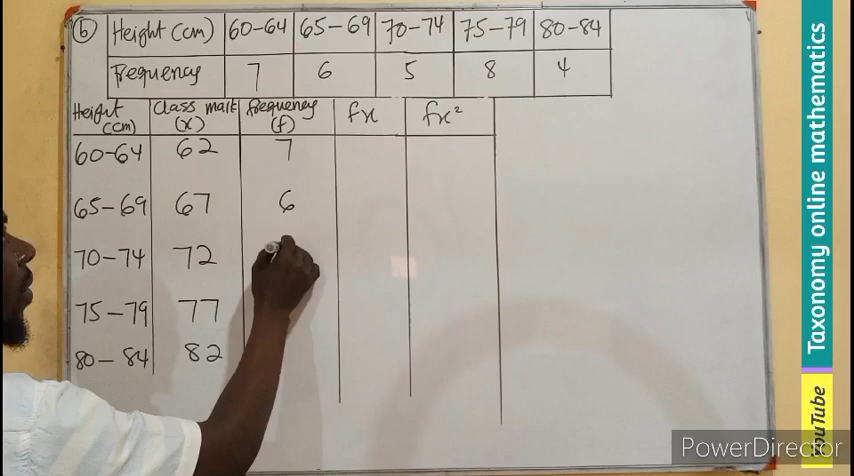 b Height (cm) 60-64 65-69 70-74 75-79 80-84
Frequency 7 6 5 8 4
Height (cm) Class mark (x) frequency (f) fx fx²
60-64 62 7
65-69 67 6
70-74 72
75-79 77
80-84 82
Taxonomy online mathematics
YouTube
PowerDirector